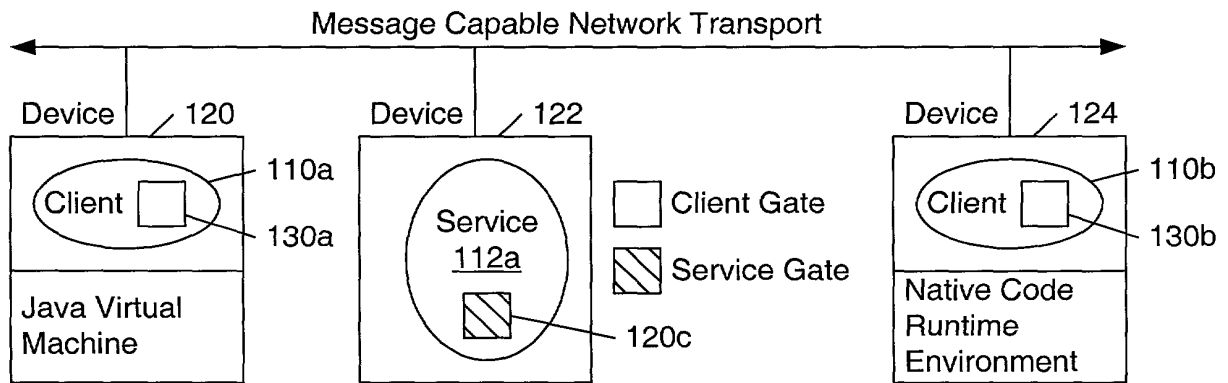 Message Capable Network Transport
Device
120
Device
122
Device
124
Client
110a
130a
Java Virtual
Machine
Service
112a
120c
Client Gate
Service Gate
Client
110b
130b
Native Code
Runtime
Environment